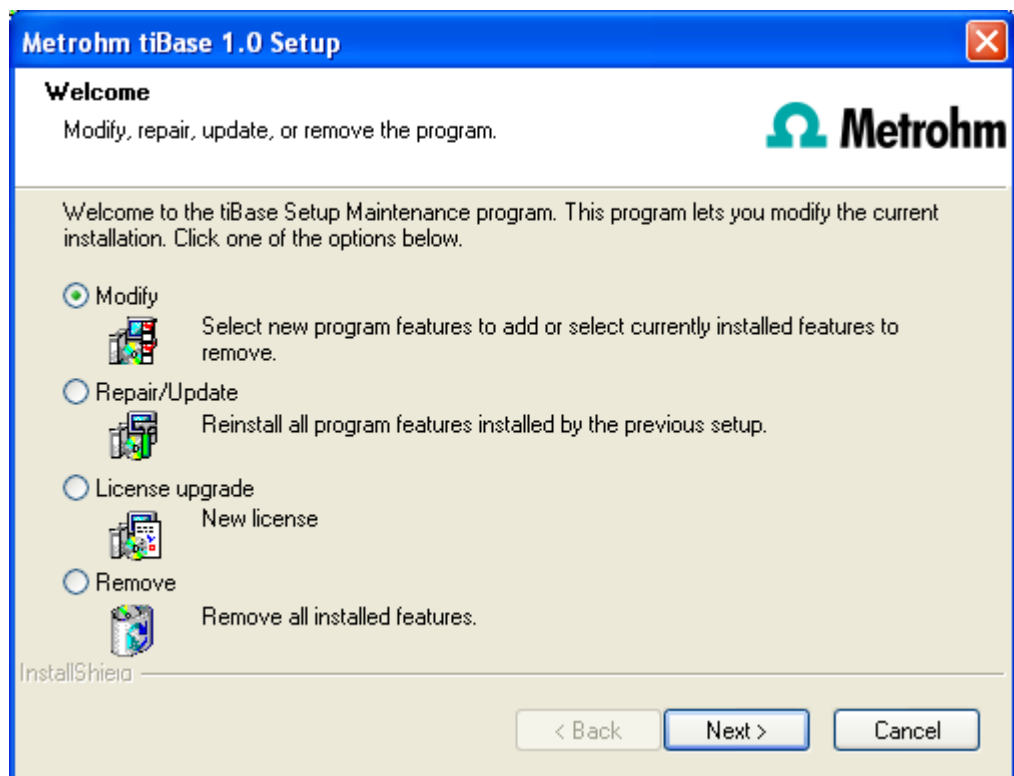 Metrohm tiBase 1.0 Setup
Welcome
Modify, repair, update, or remove the program.
Metrohm
Welcome to the tiBase Setup Maintenance program. This program lets you modify the current
installation. Click one of the options below.
Modify
Select new program features to add or select currently installed features to
remove.
Repair/Update
Reinstall all program features installed by the previous setup.
License upgrade
New license
Remove
Remove all installed features.
InstallShield
< Back
Next >
Cancel